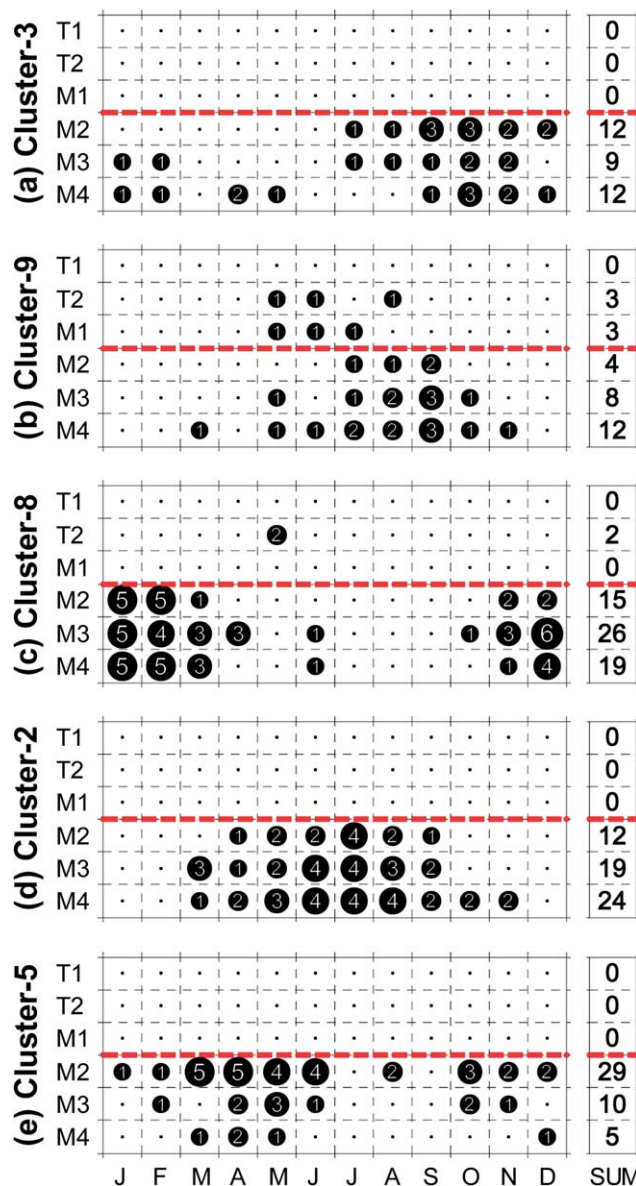 (a) Cluster-3
T1 · · · · · · · · · · · · 0
T2 · · · · · · · · · · · · 0
M1 · · · · · · · · · · · · 0
M2 · · · · · · 1 1 3 3 2 2 12
M3 1 1 · · · · 1 1 1 2 2 · 9
M4 1 1 · 2 1 · · · 1 3 2 1 12
(b) Cluster-9
T1 · · · · · · · · · · · · 0
T2 · · · · 1 1 · 1 · · · · 3
M1 · · · · 1 1 1 · · · · · 3
M2 · · · · · · 1 1 2 · · · 4
M3 · · · · 1 · 1 2 3 1 · · 8
M4 · · 1 · 1 1 2 2 3 1 1 · 12
(c) Cluster-8
T1 · · · · · · · · · · · · 0
T2 · · · · 2 · · · · · · · 2
M1 · · · · · · · · · · · · 0
M2 5 5 1 · · · · · · · 2 2 15
M3 5 4 3 3 · 1 · · · 1 3 6 26
M4 5 5 3 · · 1 · · · · 1 4 19
(d) Cluster-2
T1 · · · · · · · · · · · · 0
T2 · · · · · · · · · · · · 0
M1 · · · · · · · · · · · · 0
M2 · · · 1 2 2 4 2 1 · · · 12
M3 · · 3 1 2 4 4 3 2 · · · 19
M4 · · 1 2 3 4 4 4 2 2 2 · 24
(e) Cluster-5
T1 · · · · · · · · · · · · 0
T2 · · · · · · · · · · · · 0
M1 · · · · · · · · · · · · 0
M2 1 1 5 5 4 4 · 2 · 3 2 2 29
M3 · 1 · 2 3 1 · · · 2 1 · 10
M4 · · 1 2 1 · · · · · · 1 5
J F M A M J J A S O N D SUM